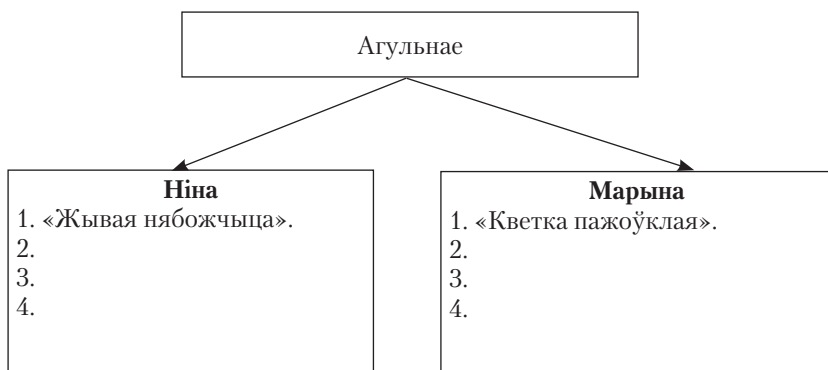 Агульнае
Ніна
1. «Жывая нябожчыца».
2.
3.
4.
Марына
1. «Кветка пажоўклая».
2.
3.
4.